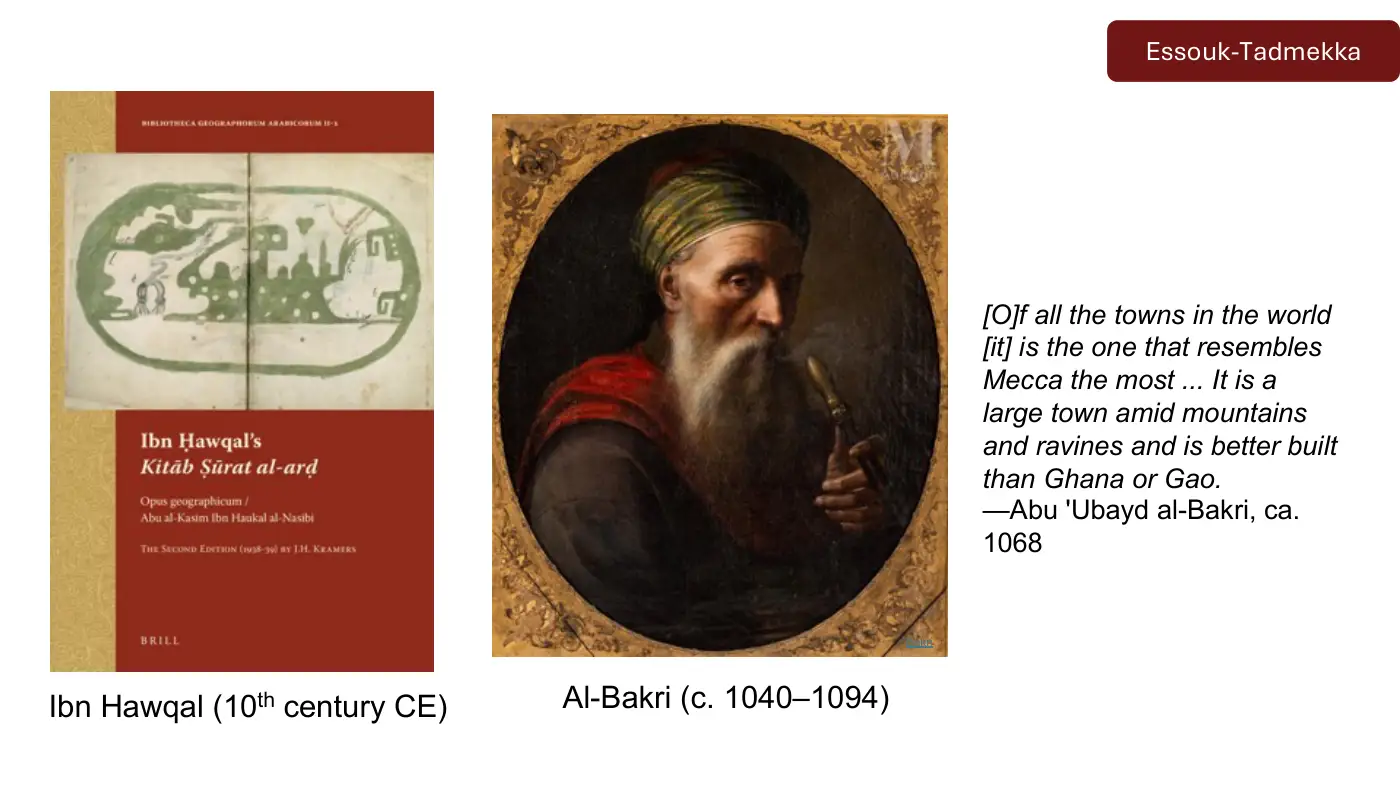 Essouk-Tadmekka
BIBLIOTHECA GEOGRAPHORUM ARABICORUM II-2
Ibn Ḥawqal’s
Kitāb Ṣūrat al-arḍ
Opus geographicum /
Abu al-Kasim Ibn Haukal al-Nasibi
The Second Edition (1938-39) by J.H. Kramers
BRILL
Ibn Hawqal (10th century CE)
M
Al-Bakri (c. 1040–1094)
[O]f all the towns in the world
[it] is the one that resembles
Mecca the most ... It is a
large town amid mountains
and ravines and is better built
than Ghana or Gao.
—Abu 'Ubayd al-Bakri, ca.
1068